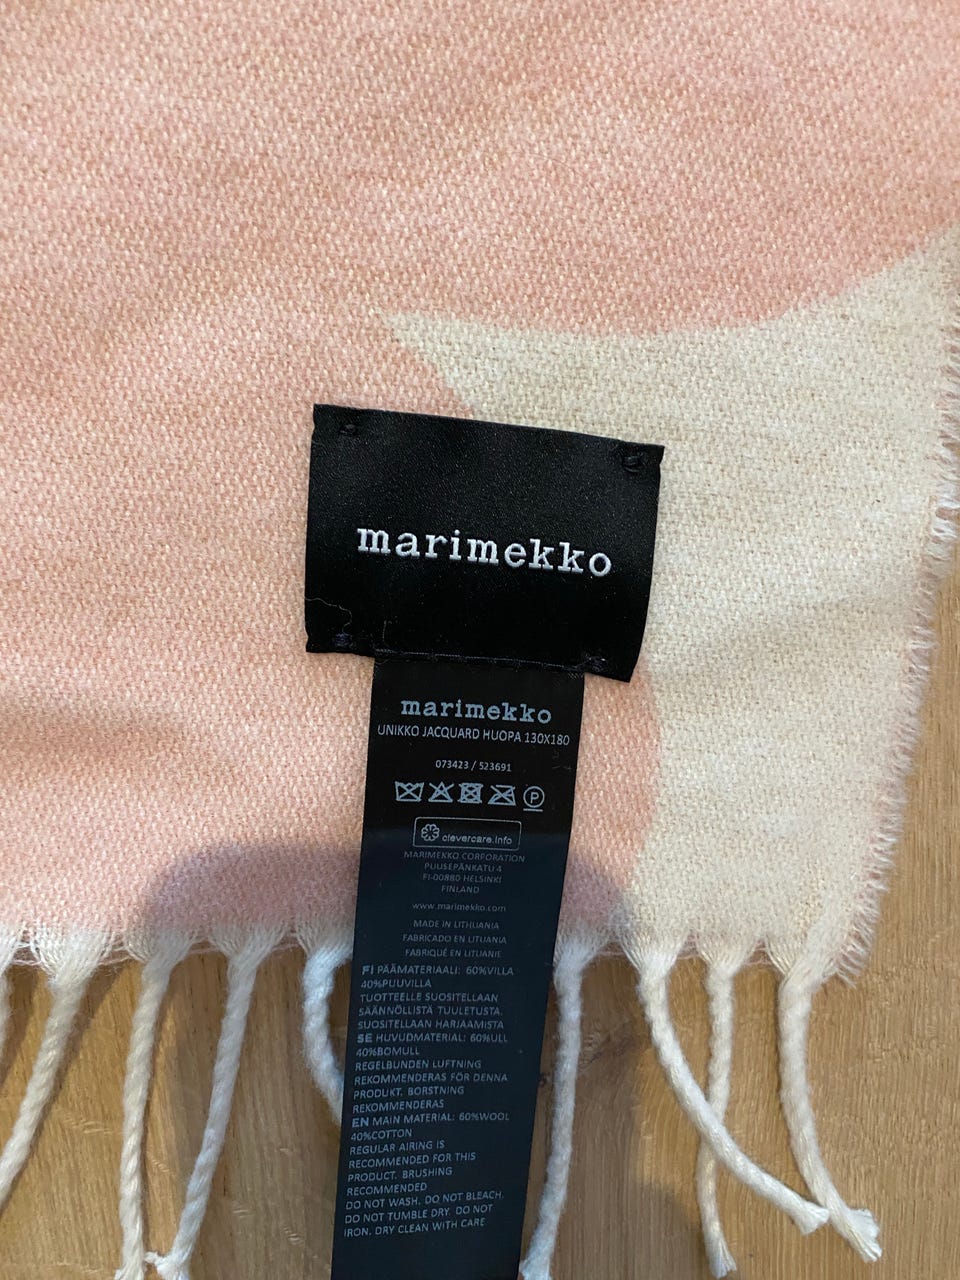 marimekko
marimekko
UNIKKO JACQUARD HUOPA 130X180
073423 / 523691
P
clevercare.info
MARIMEKKO CORPORATION
PUUSEPÄNKATU 4
FI-00880 HELSINKI
FINLAND
www.marimekko.com
MADE IN LITHUANIA
FABRICADO EN LITUANIA
FABRIQUÉ EN LITUANIE
FI PÄÄMATERIAALI: 60%VILLA
40%PUUVILLA
TUOTTEELLE SUOSITELLAAN
SÄÄNNÖLLISTÄ TUULETUSTA.
SUOSITELLAAN HARJAAMISTA
SE HUVUDMATERIAL: 60%ULL
40%BOMULL
REGELBUNDEN LUFTNING
REKOMMENDERAS FÖR DENNA
PRODUKT. BORSTNING
REKOMMENDERAS
EN MAIN MATERIAL: 60%WOOL
40%COTTON
REGULAR AIRING IS
RECOMMENDED FOR THIS
PRODUCT. BRUSHING
RECOMMENDED
DO NOT WASH. DO NOT BLEACH.
DO NOT TUMBLE DRY. DO NOT
IRON. DRY CLEAN WITH CARE